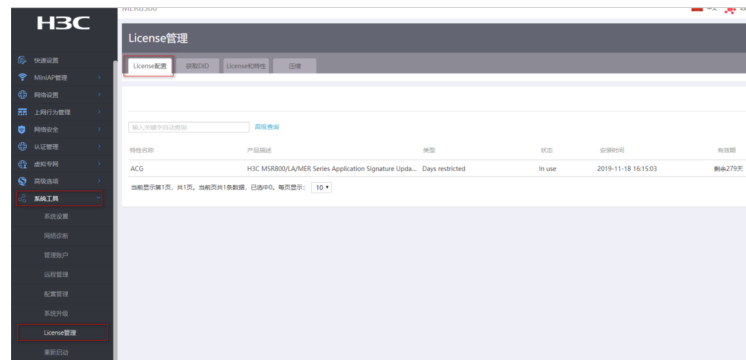 H3C
License管理
快速设置
MiniAP管理
网络设置
上网行为管理
网络安全
认证管理
虚拟专网
高级选项
系统工具
系统设置
网络诊断
管理账户
远程管理
配置管理
系统升级
License管理
重新启动
License配置 获取DID License和特性 压缩
输入关键字自动查询 高级查询
特性名称 产品描述 类型 状态 安装时间 有效期
ACG H3C MSR800/LA/MER Series Application Signature Upda... Days restricted In use 2019-11-18 16:15:03 剩余279天
当前显示第1页，共1页。当前页共1条数据，已选中0。每页显示： 10